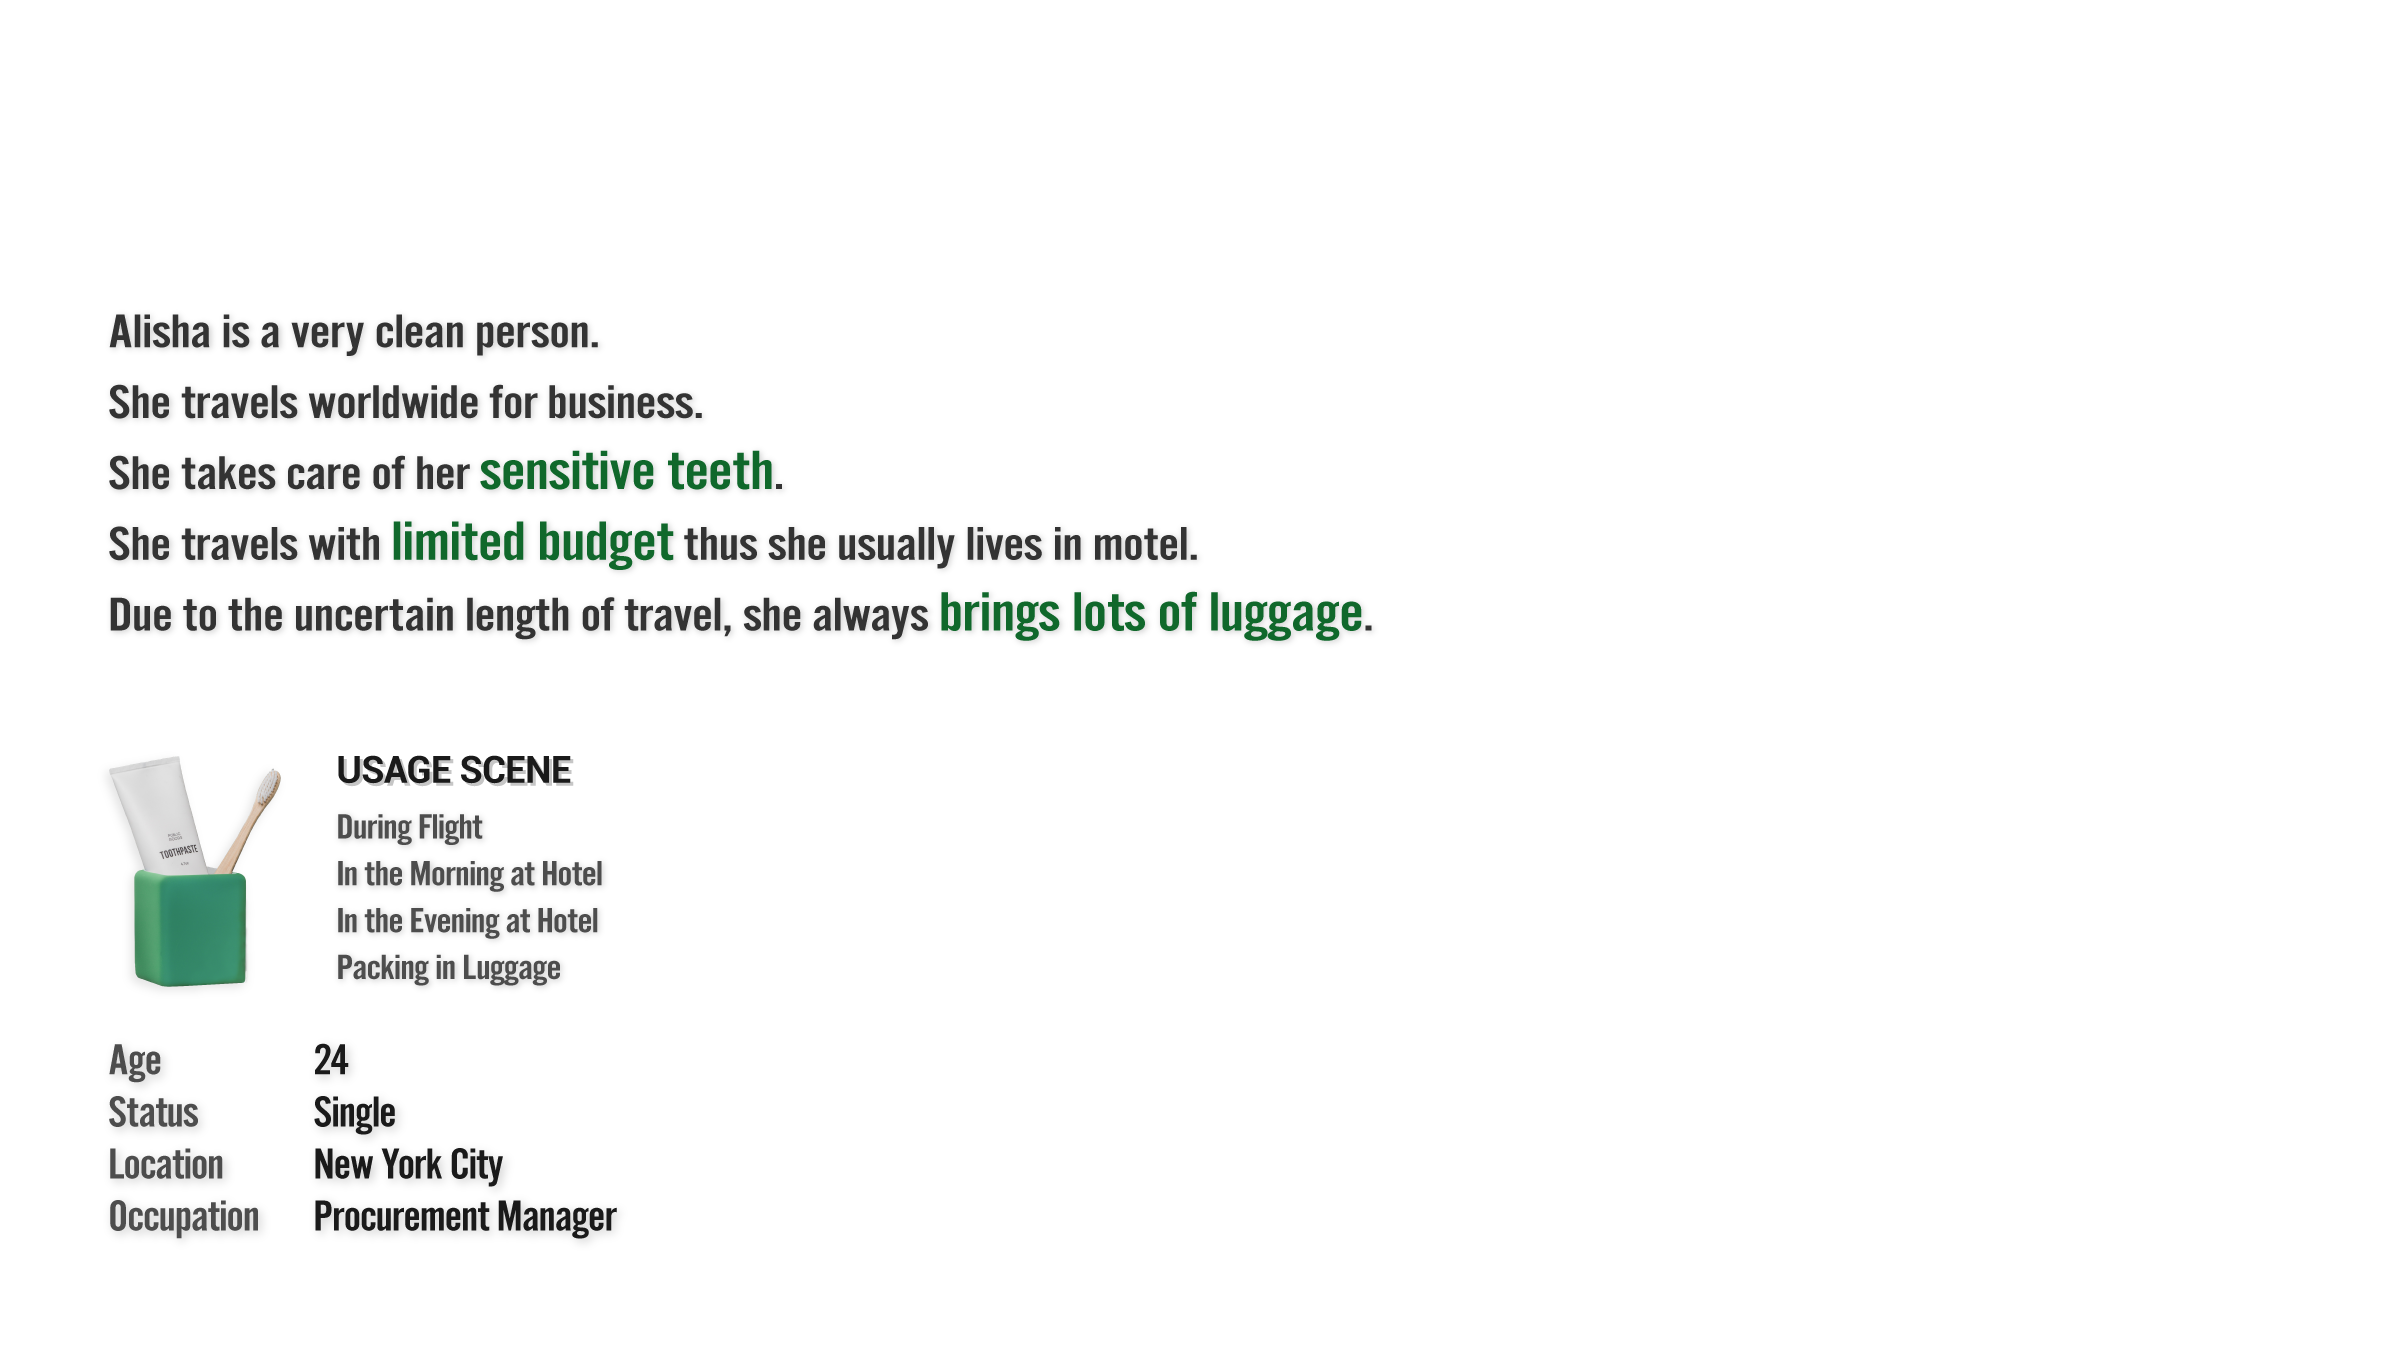 Alisha is a very clean person.
She travels worldwide for business.
She takes care of her sensitive teeth.
She travels with limited budget thus she usually lives in motel.
Due to the uncertain length of travel, she always brings lots of luggage.
TOOTHPASTE
USAGE SCENE
During Flight
In the Morning at Hotel
In the Evening at Hotel
Packing in Luggage
Age 24
Status Single
Location New York City
Occupation Procurement Manager